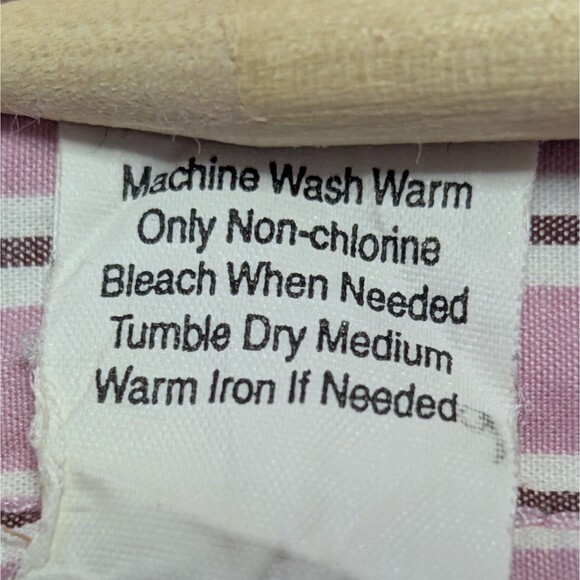 Machine Wash Warm
Only Non-chlorine
Bleach When Needed
Tumble Dry Medium
Warm Iron If Needed